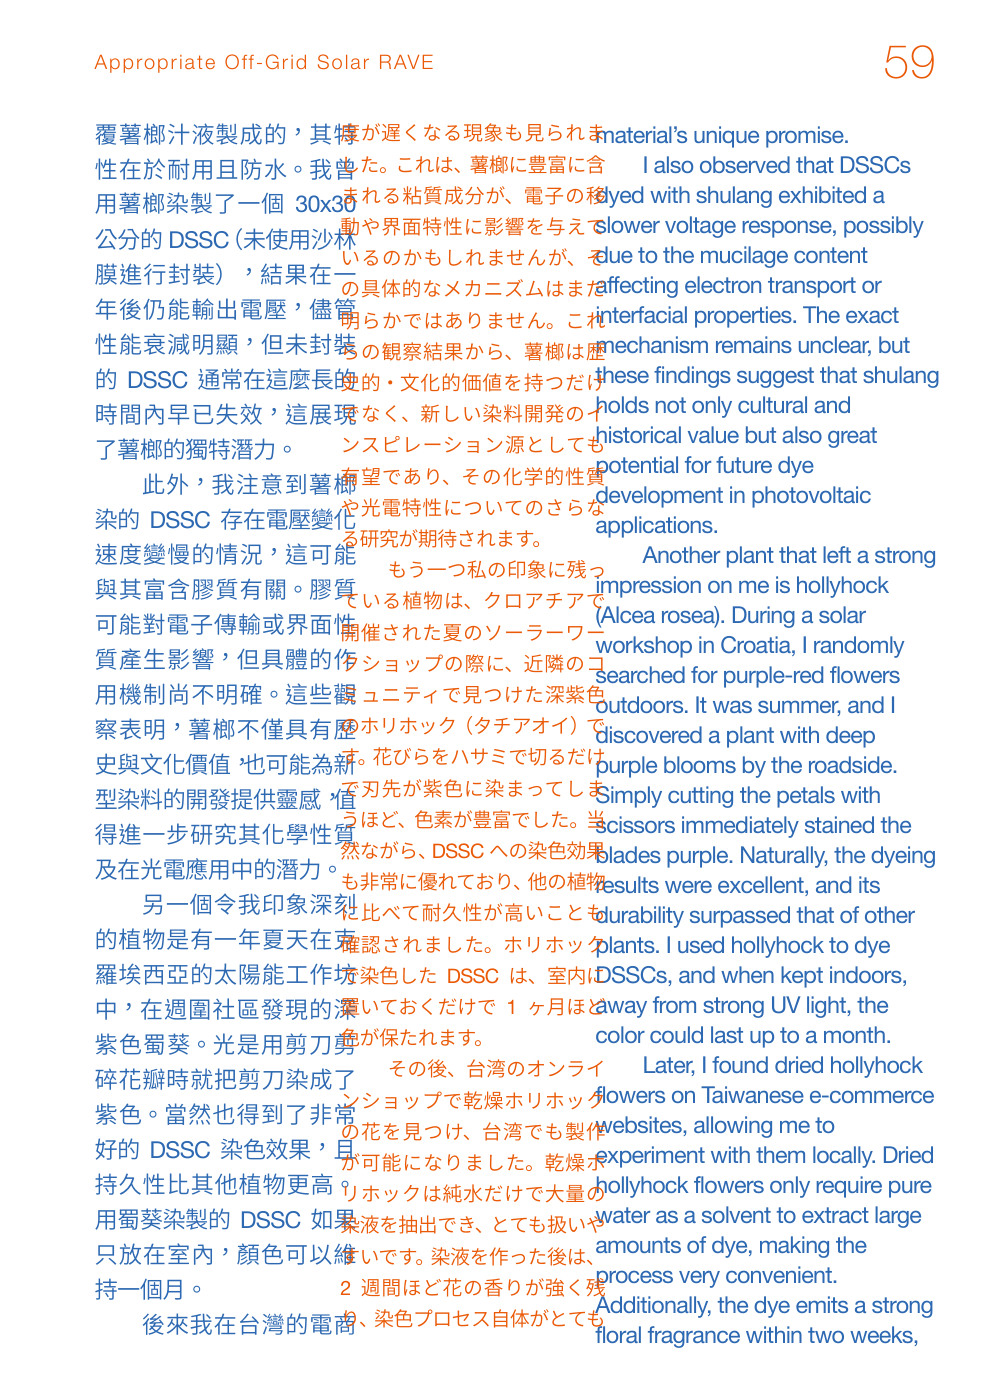 Appropriate Off-Grid Solar RAVE
59
覆薯榔汁液製成的，其特
性在於耐用且防水。我曾
用薯榔染製了一個 30x30
公分的 DSSC（未使用沙林
膜進行封裝），結果在一
年後仍能輸出電壓，儘管
性能衰減明顯，但未封裝
的 DSSC 通常在這麼長的
時間內早已失效，這展現
了薯榔的獨特潛力。
此外，我注意到薯榔
染的 DSSC 存在電壓變化
速度變慢的情況，這可能
與其富含膠質有關。膠質
可能對電子傳輸或界面性
質產生影響，但具體的作
用機制尚不明確。這些觀
察表明，薯榔不僅具有歷
史與文化價值，也可能為新
型染料的開發提供靈感，值
得進一步研究其化學性質
及在光電應用中的潛力。
另一個令我印象深刻
的植物是有一年夏天在克
羅埃西亞的太陽能工作坊
中，在週圍社區發現的深
紫色蜀葵。光是用剪刀剪
碎花瓣時就把剪刀染成了
紫色。當然也得到了非常
好的 DSSC 染色效果，且
持久性比其他植物更高。
用蜀葵染製的 DSSC 如果
只放在室內，顏色可以維
持一個月。
後來我在台灣的電商
度が遅くなる現象も見られま
した。これは、薯榔に豊富に含
まれる粘質成分が、電子の移
動や界面特性に影響を与えて
いるのかもしれませんが、そ
の具体的なメカニズムはまだ
明らかではありません。これ
らの観察結果から、薯榔は歴
史的・文化的価値を持つだけ
でなく、新しい染料開発のイ
ンスピレーション源としても
有望であり、その化学的性質
や光電特性についてのさらな
る研究が期待されます。
もう一つ私の印象に残っ
ている植物は、クロアチアで
開催された夏のソーラーワー
クショップの際に、近隣のコ
ミュニティで見つけた深紫色
のホリホック（タチアオイ）で
す。花びらをハサミで切るだけ
で刃先が紫色に染まってしま
うほど、色素が豊富でした。当
然ながら、DSSC への染色効果
も非常に優れており、他の植物
に比べて耐久性が高いことも
確認されました。ホリホック
で染色した DSSC は、室内に
置いておくだけで 1 ヶ月ほど
色が保たれます。
その後、台湾のオンライ
ンショップで乾燥ホリホック
の花を見つけ、台湾でも製作
が可能になりました。乾燥ホ
リホックは純水だけで大量の
染液を抽出でき、とても扱いや
すいです。染液を作った後は、
2 週間ほど花の香りが強く残
り、染色プロセス自体がとても
material’s unique promise.
I also observed that DSSCs
dyed with shulang exhibited a
slower voltage response, possibly
due to the mucilage content
affecting electron transport or
interfacial properties. The exact
mechanism remains unclear, but
these findings suggest that shulang
holds not only cultural and
historical value but also great
potential for future dye
development in photovoltaic
applications.
Another plant that left a strong
impression on me is hollyhock
(Alcea rosea). During a solar
workshop in Croatia, I randomly
searched for purple-red flowers
outdoors. It was summer, and I
discovered a plant with deep
purple blooms by the roadside.
Simply cutting the petals with
scissors immediately stained the
blades purple. Naturally, the dyeing
results were excellent, and its
durability surpassed that of other
plants. I used hollyhock to dye
DSSCs, and when kept indoors,
away from strong UV light, the
color could last up to a month.
Later, I found dried hollyhock
flowers on Taiwanese e-commerce
websites, allowing me to
experiment with them locally. Dried
hollyhock flowers only require pure
water as a solvent to extract large
amounts of dye, making the
process very convenient.
Additionally, the dye emits a strong
floral fragrance within two weeks,